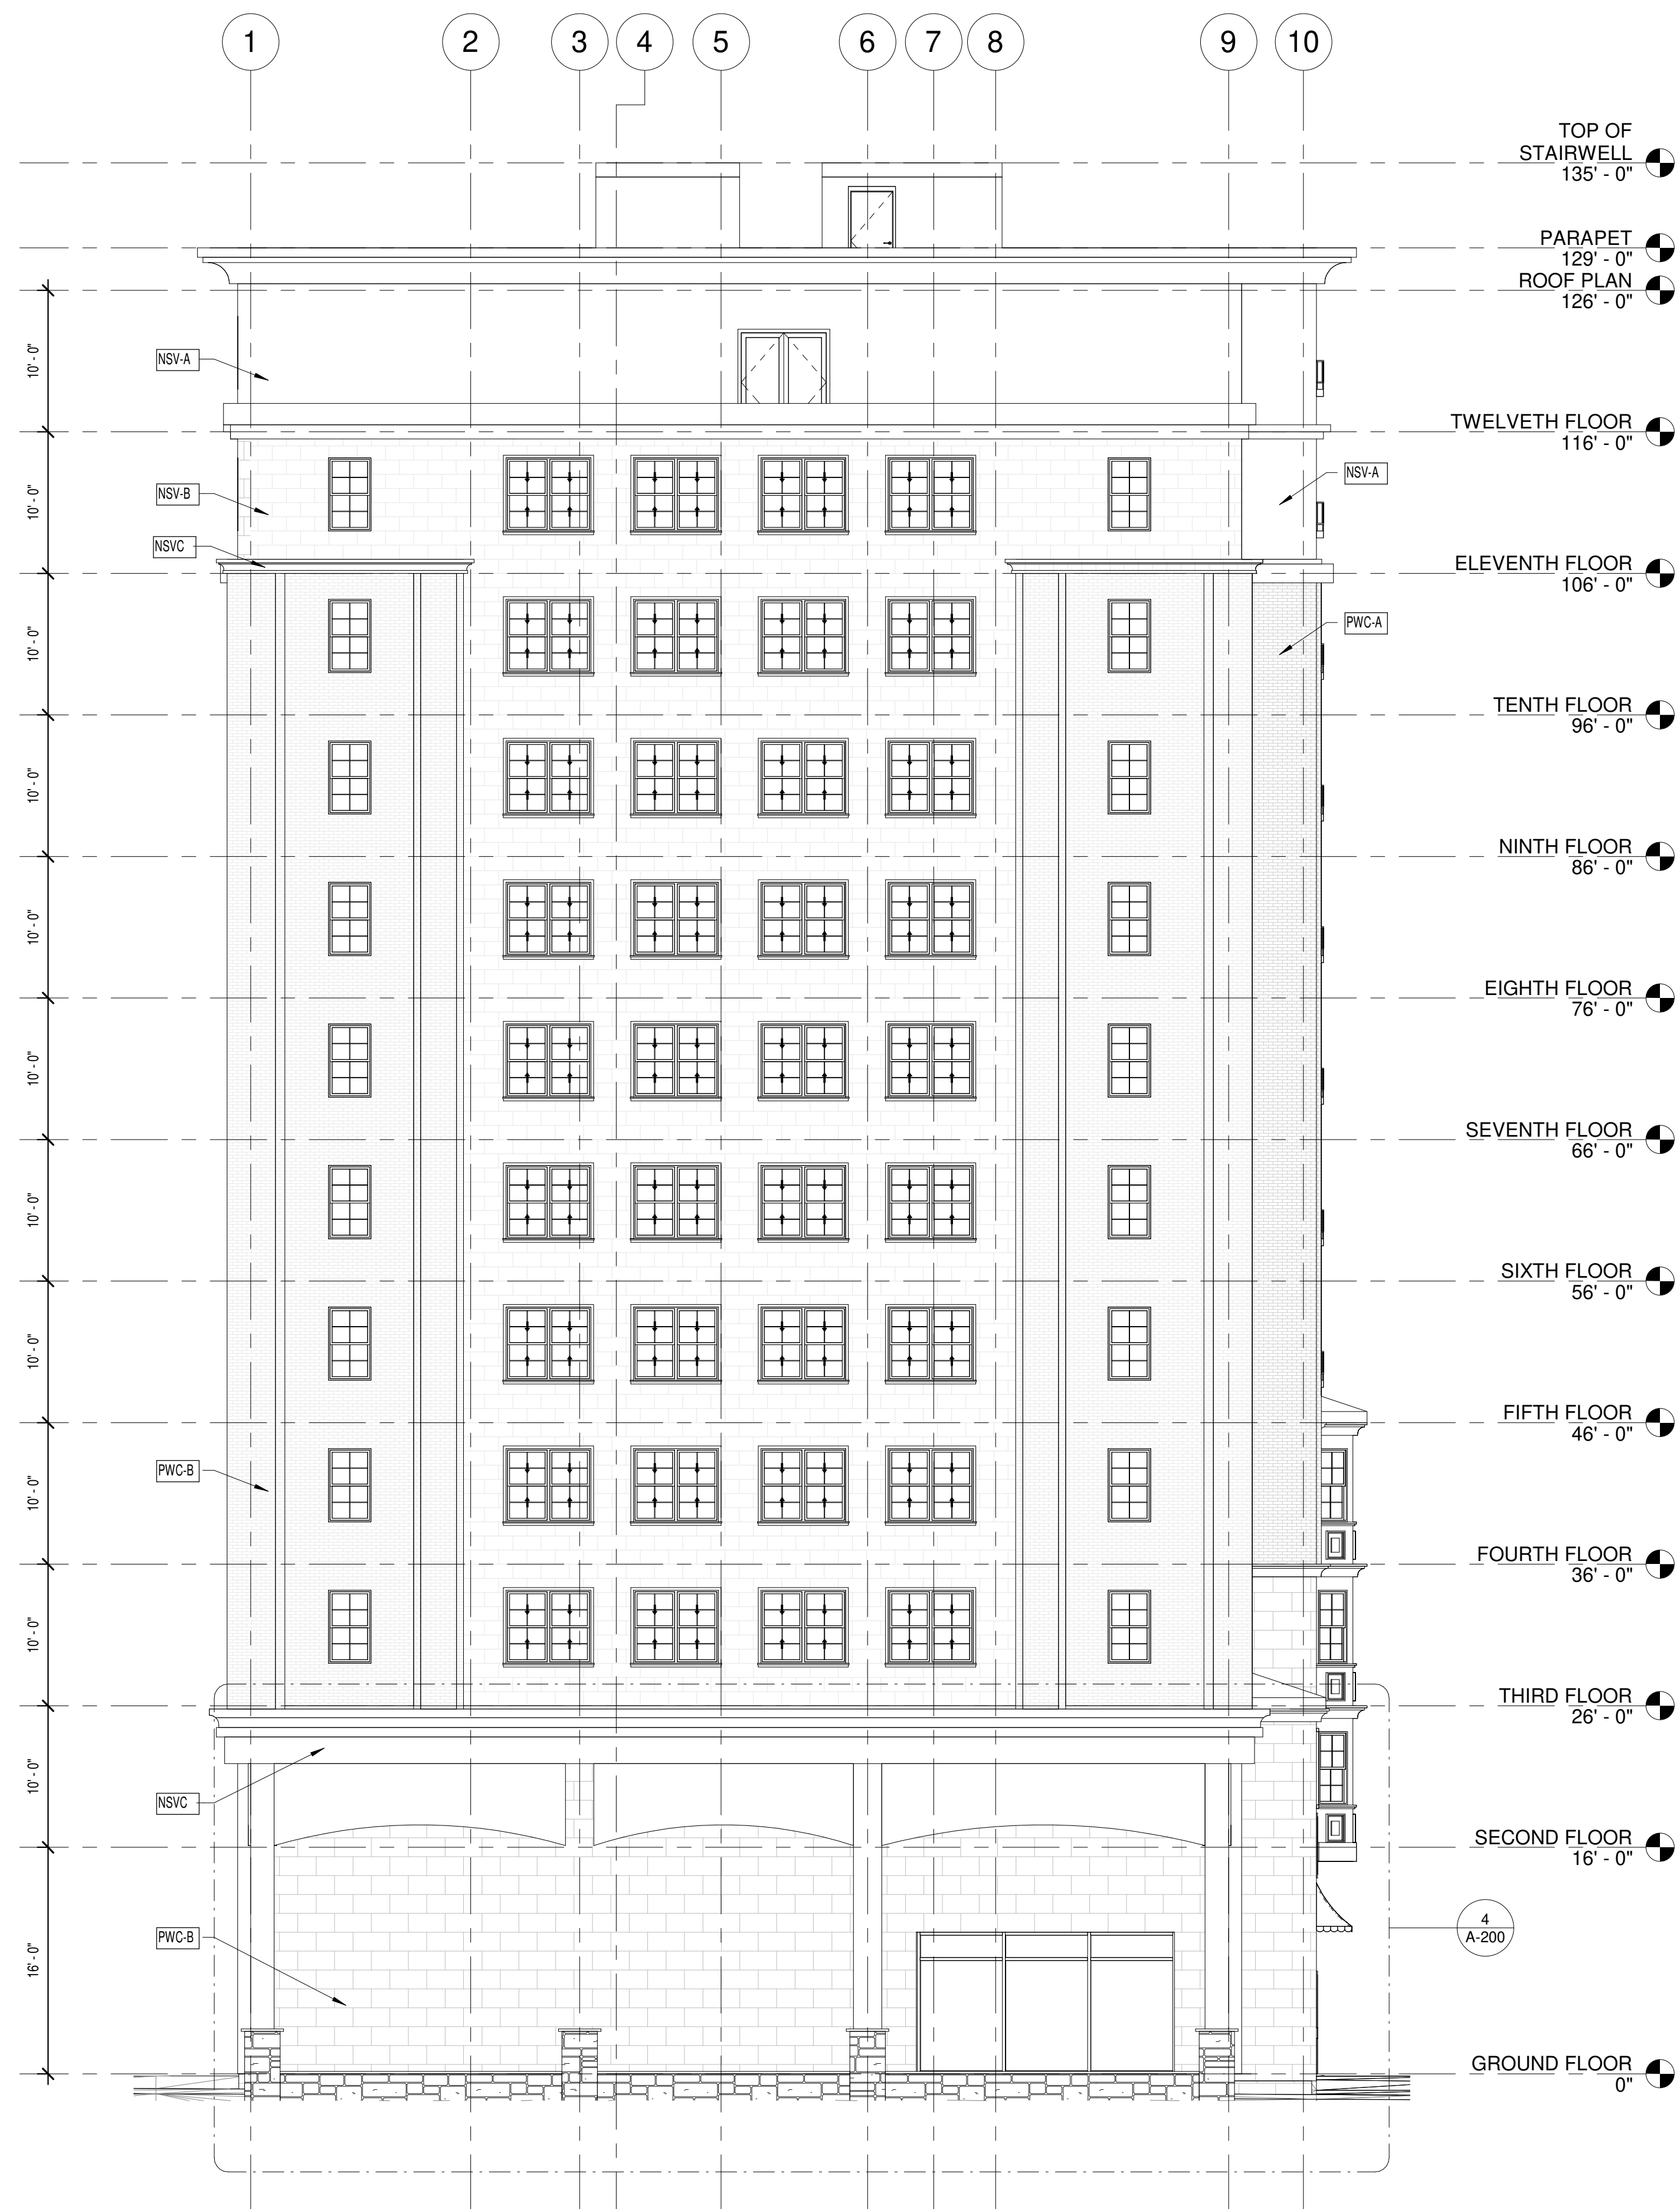 1 2 3 4 5 6 7 8 9 10
TOP OF
STAIRWELL
135' - 0"
PARAPET
129' - 0"
ROOF PLAN
126' - 0"
10' - 0"
NSV-A
TWELVETH FLOOR
116' - 0"
10' - 0"
NSV-B
NSV-A
NSVC
ELEVENTH FLOOR
106' - 0"
10' - 0"
PWC-A
TENTH FLOOR
96' - 0"
10' - 0"
NINTH FLOOR
86' - 0"
10' - 0"
EIGHTH FLOOR
76' - 0"
10' - 0"
SEVENTH FLOOR
66' - 0"
10' - 0"
SIXTH FLOOR
56' - 0"
10' - 0"
FIFTH FLOOR
46' - 0"
PWC-B
10' - 0"
FOURTH FLOOR
36' - 0"
10' - 0"
THIRD FLOOR
26' - 0"
10' - 0"
NSVC
SECOND FLOOR
16' - 0"
4
A-200
PWC-B
16' - 0"
GROUND FLOOR
0"